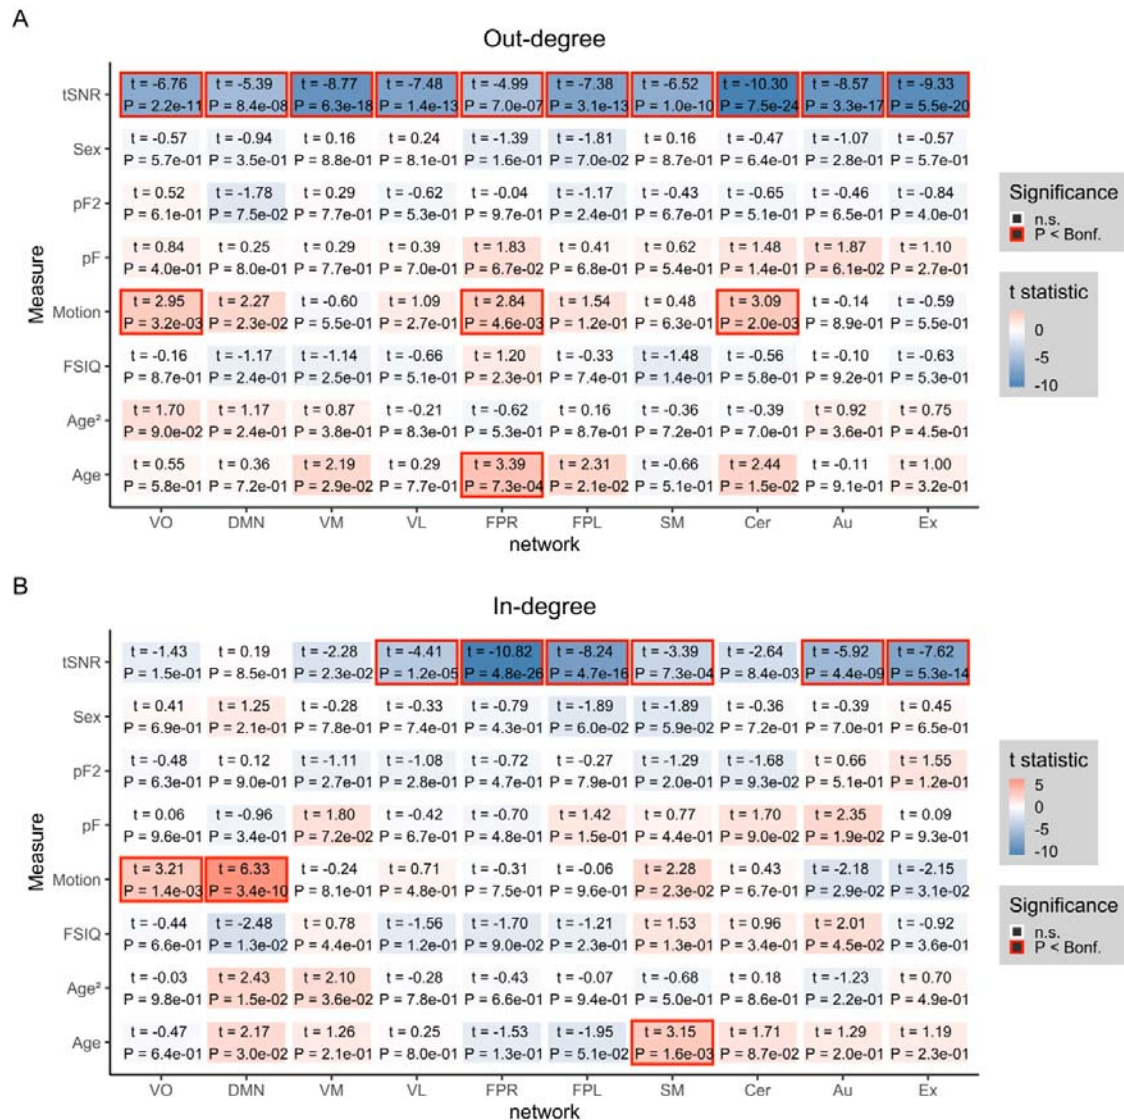 A
Out-degree
Measure
tSNR
t = -6.76 t = -5.39 t = -8.77 t = -7.48 t = -4.99 t = -7.38 t = -6.52 t = -10.30 t = -8.57 t = -9.33
P = 2.2e-11 P = 8.4e-08 P = 6.3e-18 P = 1.4e-13 P = 7.0e-07 P = 3.1e-13 P = 1.0e-10 P = 7.5e-24 P = 3.3e-17 P = 5.5e-20
Sex
t = -0.57 t = -0.94 t = 0.16 t = 0.24 t = -1.39 t = -1.81 t = 0.16 t = -0.47 t = -1.07 t = -0.57
P = 5.7e-01 P = 3.5e-01 P = 8.8e-01 P = 8.1e-01 P = 1.6e-01 P = 7.0e-02 P = 8.7e-01 P = 6.4e-01 P = 2.8e-01 P = 5.7e-01
pF2
t = 0.52 t = -1.78 t = 0.29 t = -0.62 t = -0.04 t = -1.17 t = -0.43 t = -0.65 t = -0.46 t = -0.84
P = 6.1e-01 P = 7.5e-02 P = 7.7e-01 P = 5.3e-01 P = 9.7e-01 P = 2.4e-01 P = 6.7e-01 P = 5.1e-01 P = 6.5e-01 P = 4.0e-01
pF
t = 0.84 t = 0.25 t = 0.29 t = 0.39 t = 1.83 t = 0.41 t = 0.62 t = 1.48 t = 1.87 t = 1.10
P = 4.0e-01 P = 8.0e-01 P = 7.7e-01 P = 7.0e-01 P = 6.7e-02 P = 6.8e-01 P = 5.4e-01 P = 1.4e-01 P = 6.1e-02 P = 2.7e-01
Motion
t = 2.95 t = 2.27 t = -0.60 t = 1.09 t = 2.84 t = 1.54 t = 0.48 t = 3.09 t = -0.14 t = -0.59
P = 3.2e-03 P = 2.3e-02 P = 5.5e-01 P = 2.7e-01 P = 4.6e-03 P = 1.2e-01 P = 6.3e-01 P = 2.0e-03 P = 8.9e-01 P = 5.5e-01
FSIQ
t = -0.16 t = -1.17 t = -1.14 t = -0.66 t = 1.20 t = -0.33 t = -1.48 t = -0.56 t = -0.10 t = -0.63
P = 8.7e-01 P = 2.4e-01 P = 2.5e-01 P = 5.1e-01 P = 2.3e-01 P = 7.4e-01 P = 1.4e-01 P = 5.8e-01 P = 9.2e-01 P = 5.3e-01
Age²
t = 1.70 t = 1.17 t = 0.87 t = -0.21 t = -0.62 t = 0.16 t = -0.36 t = -0.39 t = 0.92 t = 0.75
P = 9.0e-02 P = 2.4e-01 P = 3.8e-01 P = 8.3e-01 P = 5.3e-01 P = 8.7e-01 P = 7.2e-01 P = 7.0e-01 P = 3.6e-01 P = 4.5e-01
Age
t = 0.55 t = 0.36 t = 2.19 t = 0.29 t = 3.39 t = 2.31 t = -0.66 t = 2.44 t = -0.11 t = 1.00
P = 5.8e-01 P = 7.2e-01 P = 2.9e-02 P = 7.7e-01 P = 7.3e-04 P = 2.1e-02 P = 5.1e-01 P = 1.5e-02 P = 9.1e-01 P = 3.2e-01
VO DMN VM VL FPR FPL SM Cer Au Ex
network
Significance
n.s.
P < Bonf.
t statistic
0
-5
-10
B
In-degree
Measure
tSNR
t = -1.43 t = 0.19 t = -2.28 t = -4.41 t = -10.82 t = -8.24 t = -3.39 t = -2.64 t = -5.92 t = -7.62
P = 1.5e-01 P = 8.5e-01 P = 2.3e-02 P = 1.2e-05 P = 4.8e-26 P = 4.7e-16 P = 7.3e-04 P = 8.4e-03 P = 4.4e-09 P = 5.3e-14
Sex
t = 0.41 t = 1.25 t = -0.28 t = -0.33 t = -0.79 t = -1.89 t = -1.89 t = -0.36 t = -0.39 t = 0.45
P = 6.9e-01 P = 2.1e-01 P = 7.8e-01 P = 7.4e-01 P = 4.3e-01 P = 6.0e-02 P = 5.9e-02 P = 7.2e-01 P = 7.0e-01 P = 6.5e-01
pF2
t = -0.48 t = 0.12 t = -1.11 t = -1.08 t = -0.72 t = -0.27 t = -1.29 t = -1.68 t = 0.66 t = 1.55
P = 6.3e-01 P = 9.0e-01 P = 2.7e-01 P = 2.8e-01 P = 4.7e-01 P = 7.9e-01 P = 2.0e-01 P = 9.3e-02 P = 5.1e-01 P = 1.2e-01
pF
t = 0.06 t = -0.96 t = 1.80 t = -0.42 t = -0.70 t = 1.42 t = 0.77 t = 1.70 t = 2.35 t = 0.09
P = 9.6e-01 P = 3.4e-01 P = 7.2e-02 P = 6.7e-01 P = 4.8e-01 P = 1.5e-01 P = 4.4e-01 P = 9.0e-02 P = 1.9e-02 P = 9.3e-01
Motion
t = 3.21 t = 6.33 t = -0.24 t = 0.71 t = -0.31 t = -0.06 t = 2.28 t = 0.43 t = -2.18 t = -2.15
P = 1.4e-03 P = 3.4e-10 P = 8.1e-01 P = 4.8e-01 P = 7.5e-01 P = 9.6e-01 P = 2.3e-02 P = 6.7e-01 P = 2.9e-02 P = 3.1e-02
FSIQ
t = -0.44 t = -2.48 t = 0.78 t = -1.56 t = -1.70 t = -1.21 t = 1.53 t = 0.96 t = 2.01 t = -0.92
P = 6.6e-01 P = 1.3e-02 P = 4.4e-01 P = 1.2e-01 P = 9.0e-02 P = 2.3e-01 P = 1.3e-01 P = 3.4e-01 P = 4.5e-02 P = 3.6e-01
Age²
t = -0.03 t = 2.43 t = 2.10 t = -0.28 t = -0.43 t = -0.07 t = -0.68 t = 0.18 t = -1.23 t = 0.70
P = 9.8e-01 P = 1.5e-02 P = 3.6e-02 P = 7.8e-01 P = 6.6e-01 P = 9.4e-01 P = 5.0e-01 P = 8.6e-01 P = 2.2e-01 P = 4.9e-01
Age
t = -0.47 t = 2.17 t = 1.26 t = 0.25 t = -1.53 t = -1.95 t = 3.15 t = 1.71 t = 1.29 t = 1.19
P = 6.4e-01 P = 3.0e-02 P = 2.1e-01 P = 8.0e-01 P = 1.3e-01 P = 5.1e-02 P = 1.6e-03 P = 8.7e-02 P = 2.0e-01 P = 2.3e-01
VO DMN VM VL FPR FPL SM Cer Au Ex
network
t statistic
5
0
-5
-10
Significance
n.s.
P < Bonf.